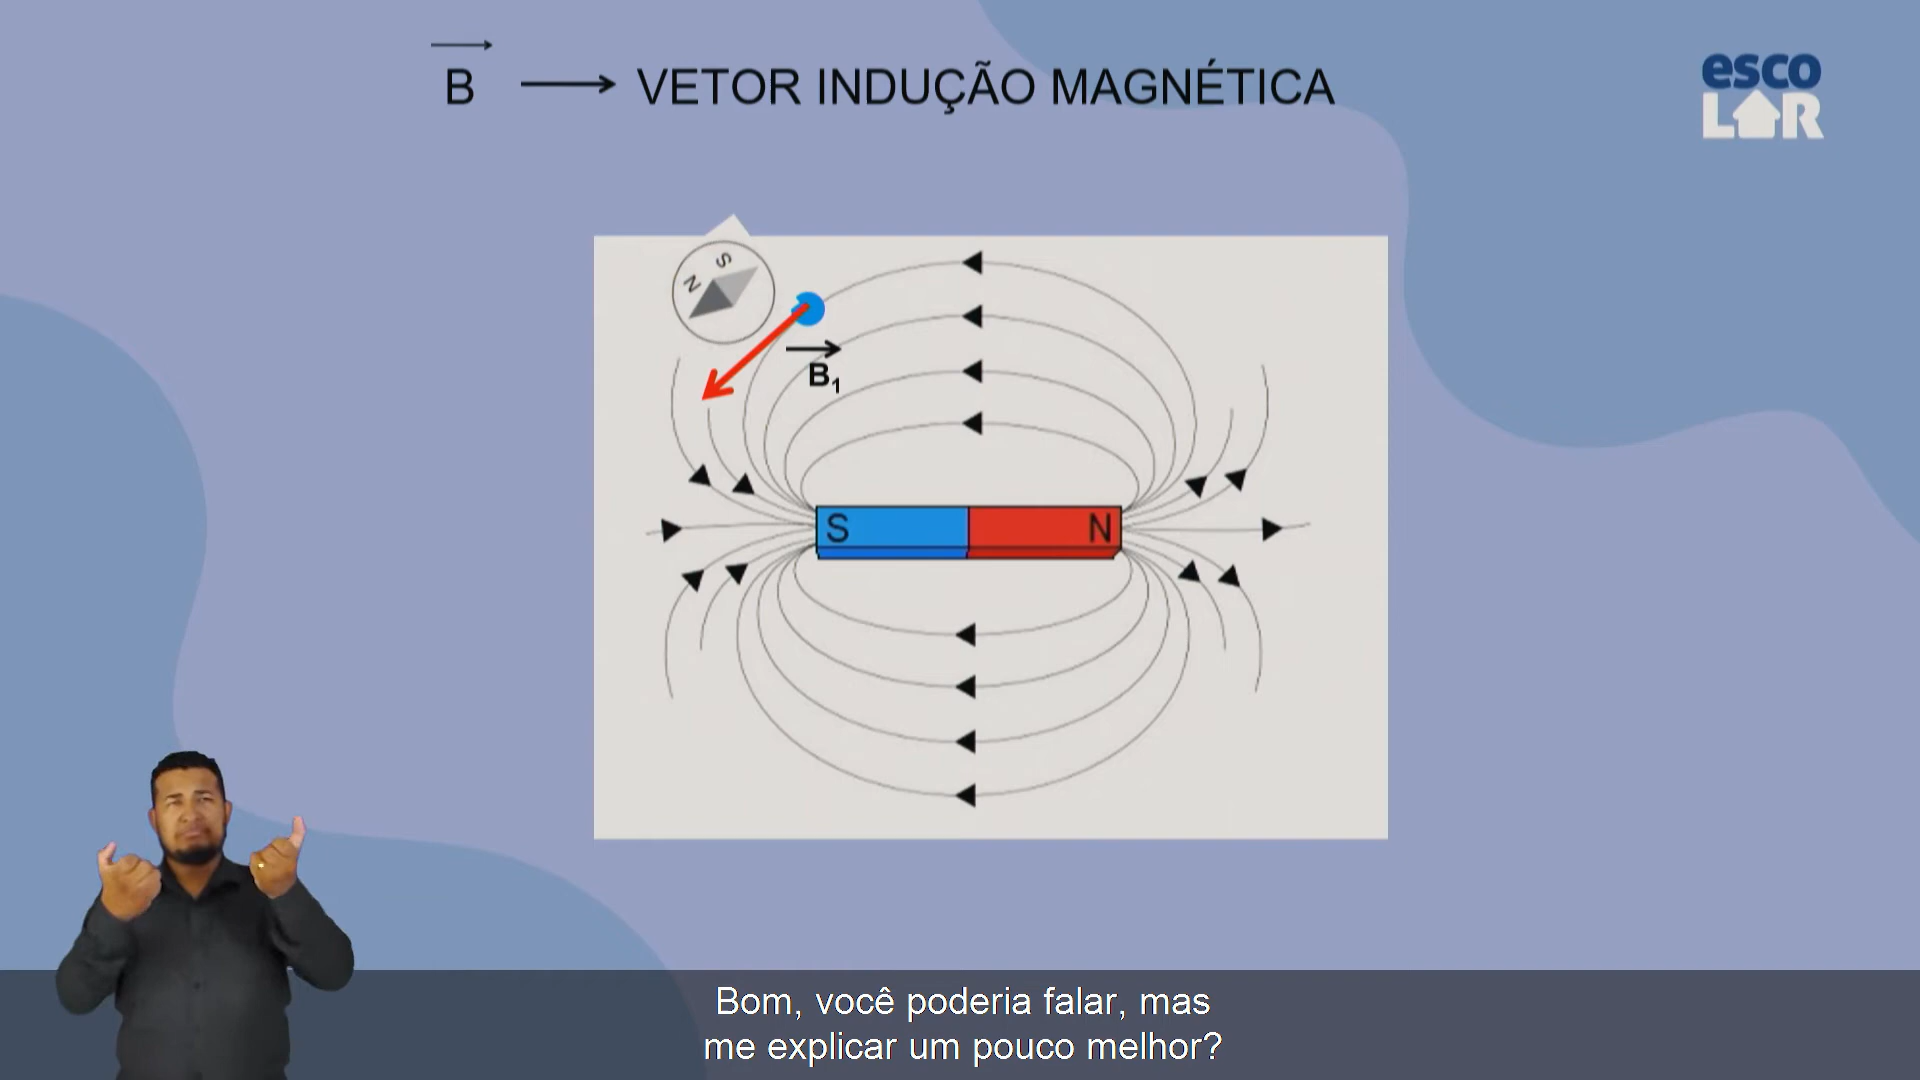 B → VETOR INDUÇÃO MAGNÉTICA
esco
LAR
S
N
B1
S N
Bom, você poderia falar, mas
me explicar um pouco melhor?